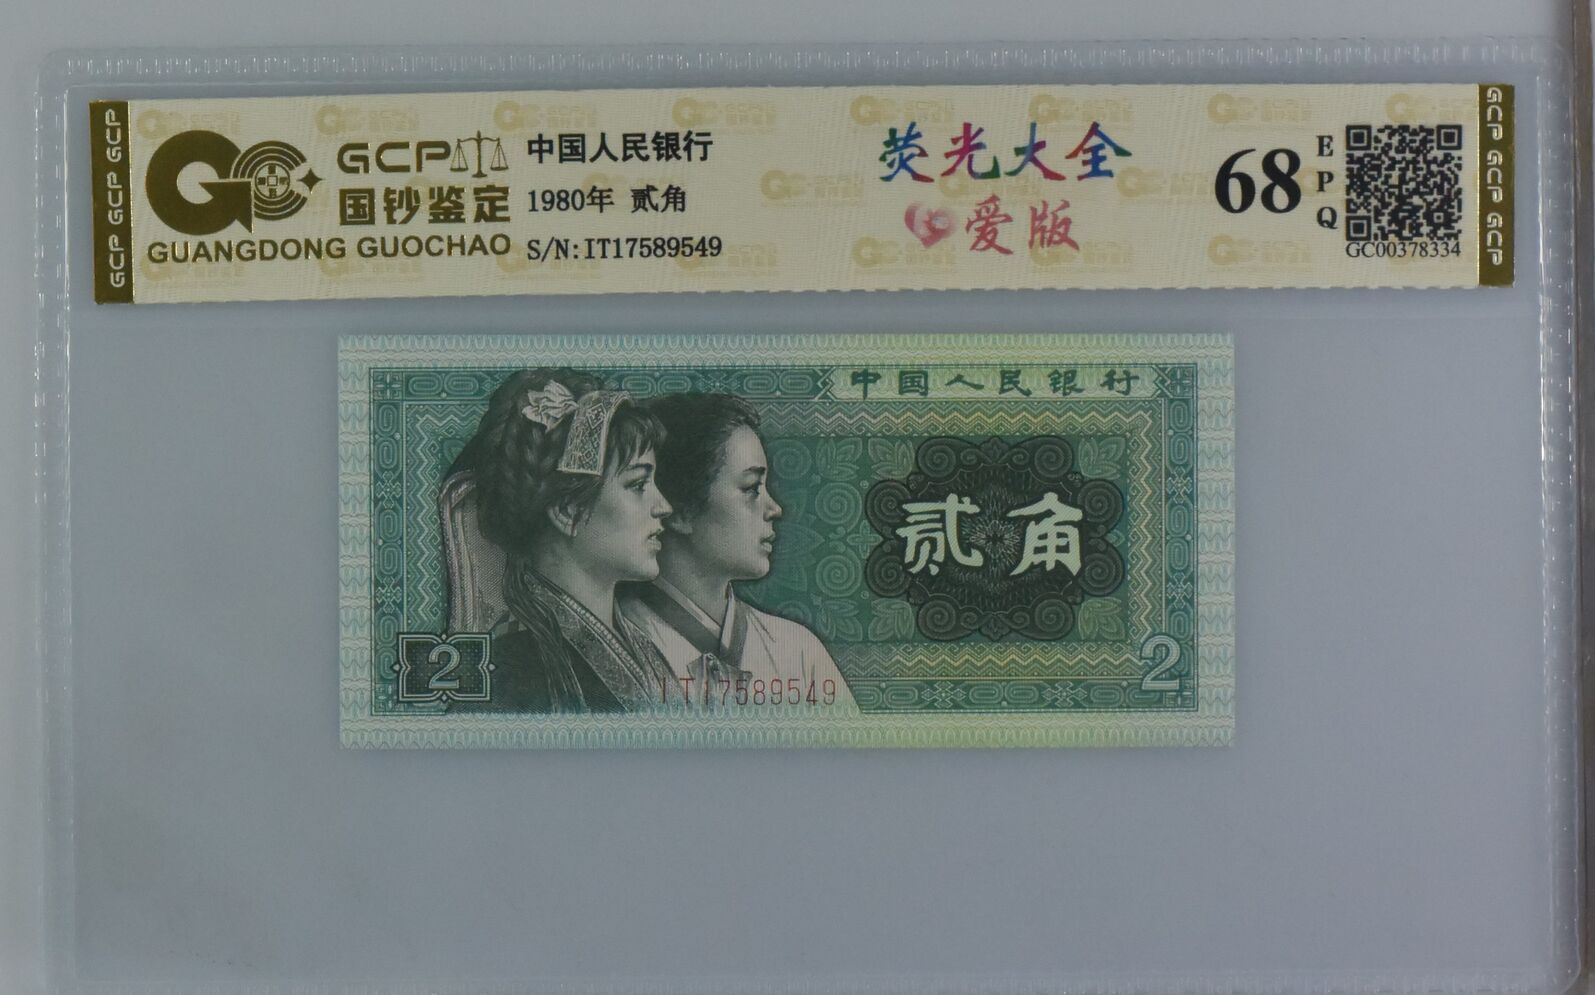 GCP GCP GCP
GCP
国钞鉴定
GUANGDONG GUOCHAO
中国人民银行
1980年 贰角
S/N:IT17589549
荧光大全
爱版
68
EPQ
GC00378334
GCP GCP GCP
中国人民银行
贰角
2
2
IT17589549